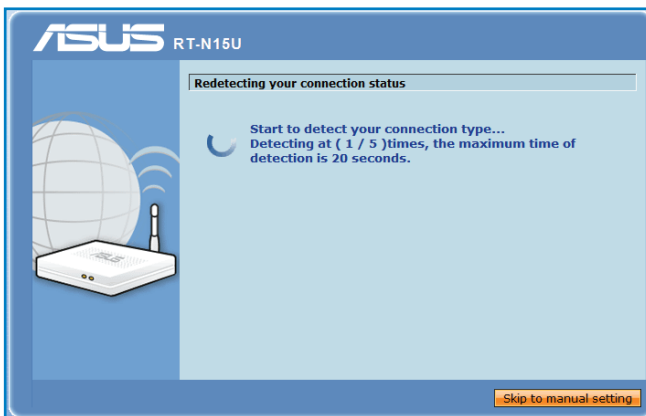 ASUS RT-N15U
Redetecting your connection status
Start to detect your connection type...
Detecting at ( 1 / 5 )times, the maximum time of
detection is 20 seconds.
ASUS
Skip to manual setting